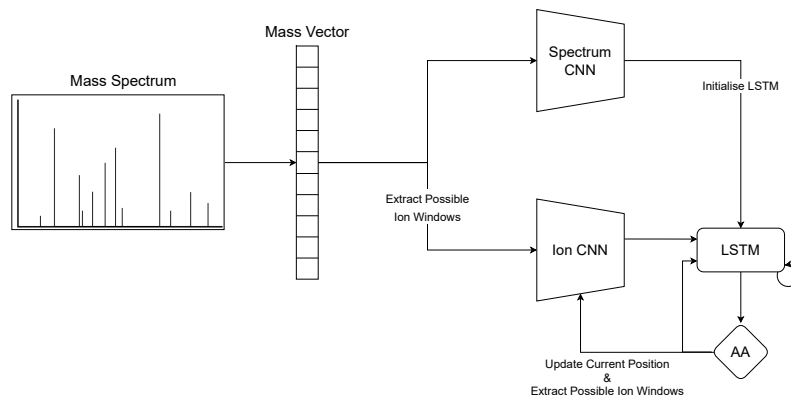 Mass Spectrum
Mass Vector
Spectrum
CNN
Initialise LSTM
Extract Possible
Ion Windows
Ion CNN
LSTM
AA
Update Current Position
&
Extract Possible Ion Windows